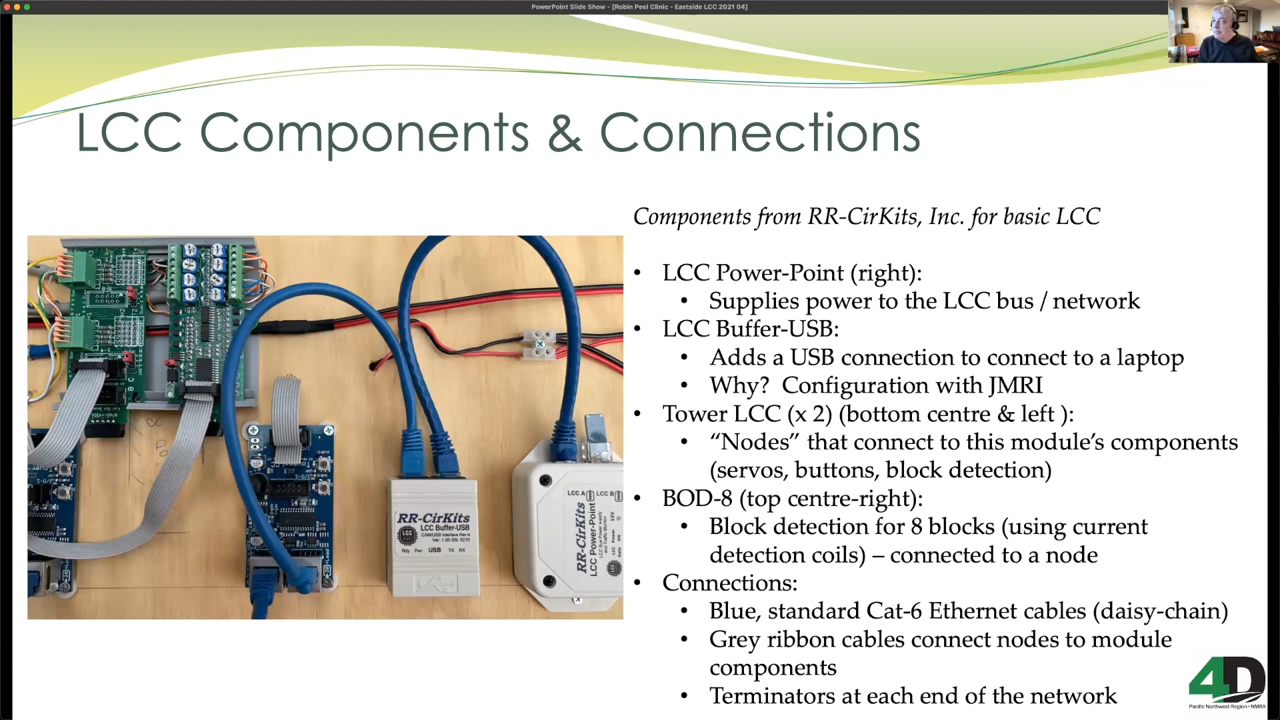 PowerPoint Slide Show - [Robin Peel Clinic - Eastside LCC 2021 04]
LCC Components & Connections
Components from RR-CirKits, Inc. for basic LCC
• LCC Power-Point (right):
• Supplies power to the LCC bus / network
• LCC Buffer-USB:
• Adds a USB connection to connect to a laptop
• Why? Configuration with JMRI
• Tower LCC (x 2) (bottom centre & left ):
• “Nodes” that connect to this module’s components
(servos, buttons, block detection)
• BOD-8 (top centre-right):
• Block detection for 8 blocks (using current
detection coils) – connected to a node
• Connections:
• Blue, standard Cat-6 Ethernet cables (daisy-chain)
• Grey ribbon cables connect nodes to module
components
• Terminators at each end of the network
RR-CirKits
LCC Buffer-USB
USB
LCC A
LCC B
RR-CirKits
LCC Power-Point
4D
Pacific Northwest Region • NMRA